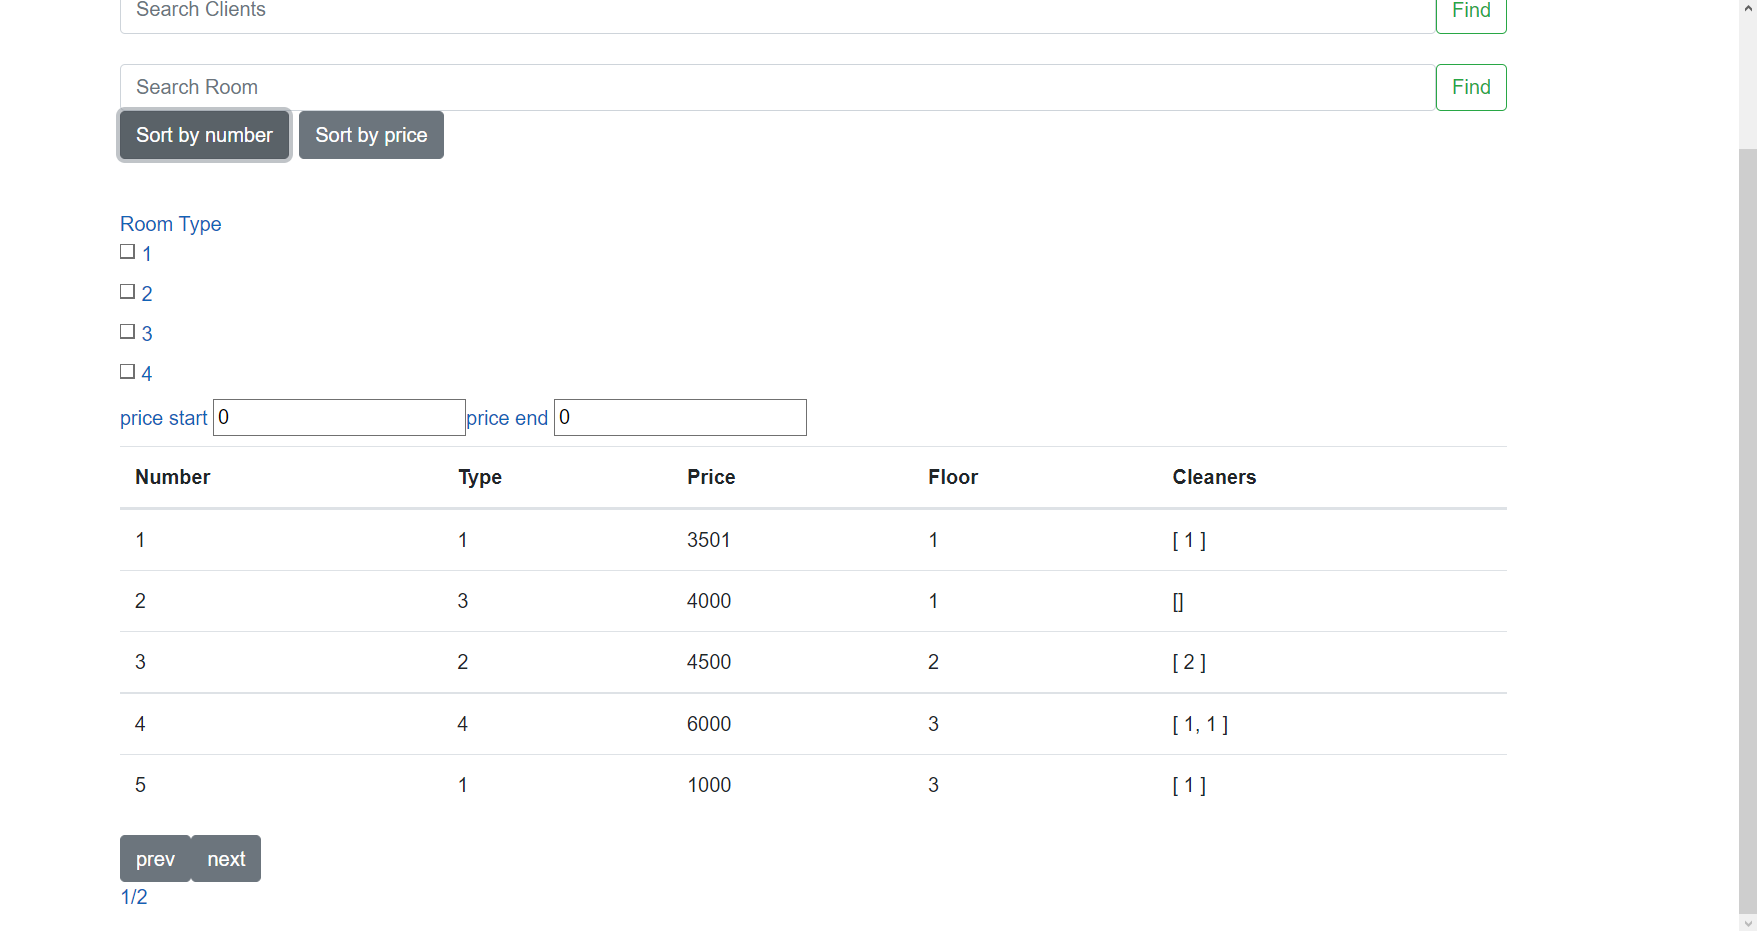 Search Clients Find
Search Room Find
Sort by number Sort by price
Room Type
1
2
3
4
price start 0 price end 0
Number Type Price Floor Cleaners
1 1 3501 1 [ 1 ]
2 3 4000 1 []
3 2 4500 2 [ 2 ]
4 4 6000 3 [ 1, 1 ]
5 1 1000 3 [ 1 ]
prev next
1/2